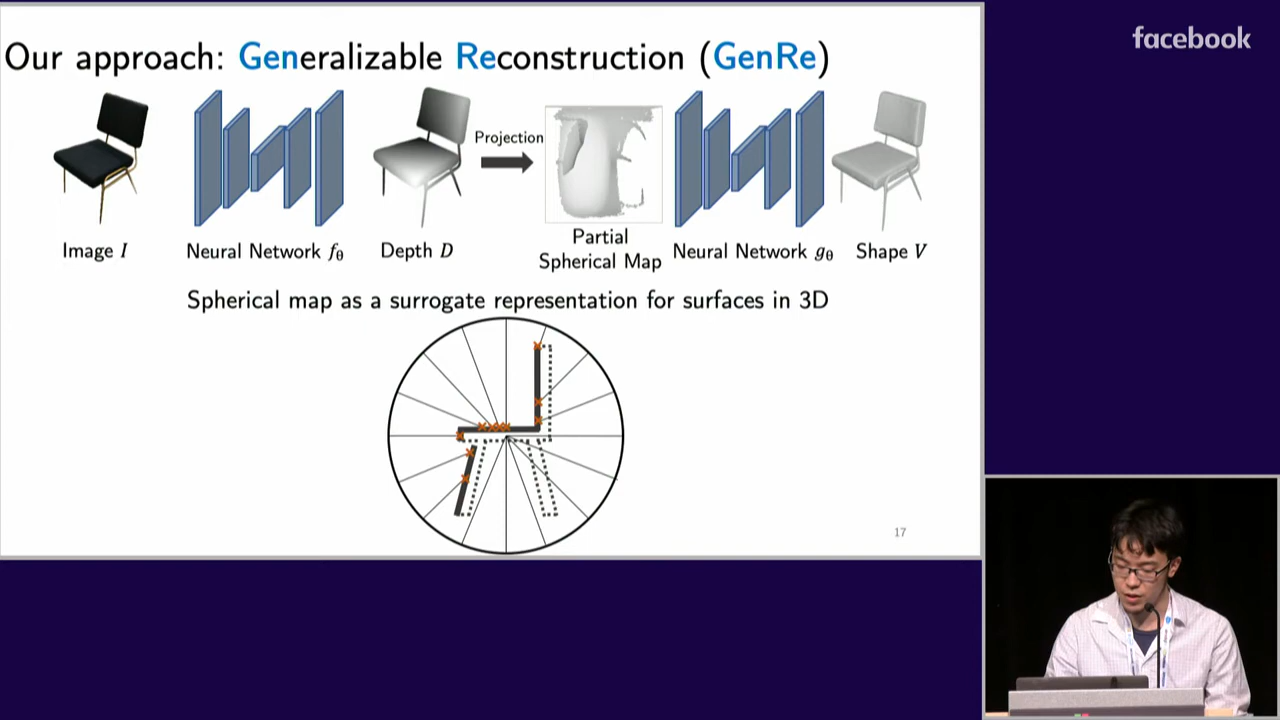 facebook
Our approach: Generalizable Reconstruction (GenRe)
Projection
Image I
Neural Network fθ
Depth D
Partial
Spherical Map
Neural Network gθ
Shape V
Spherical map as a surrogate representation for surfaces in 3D
17